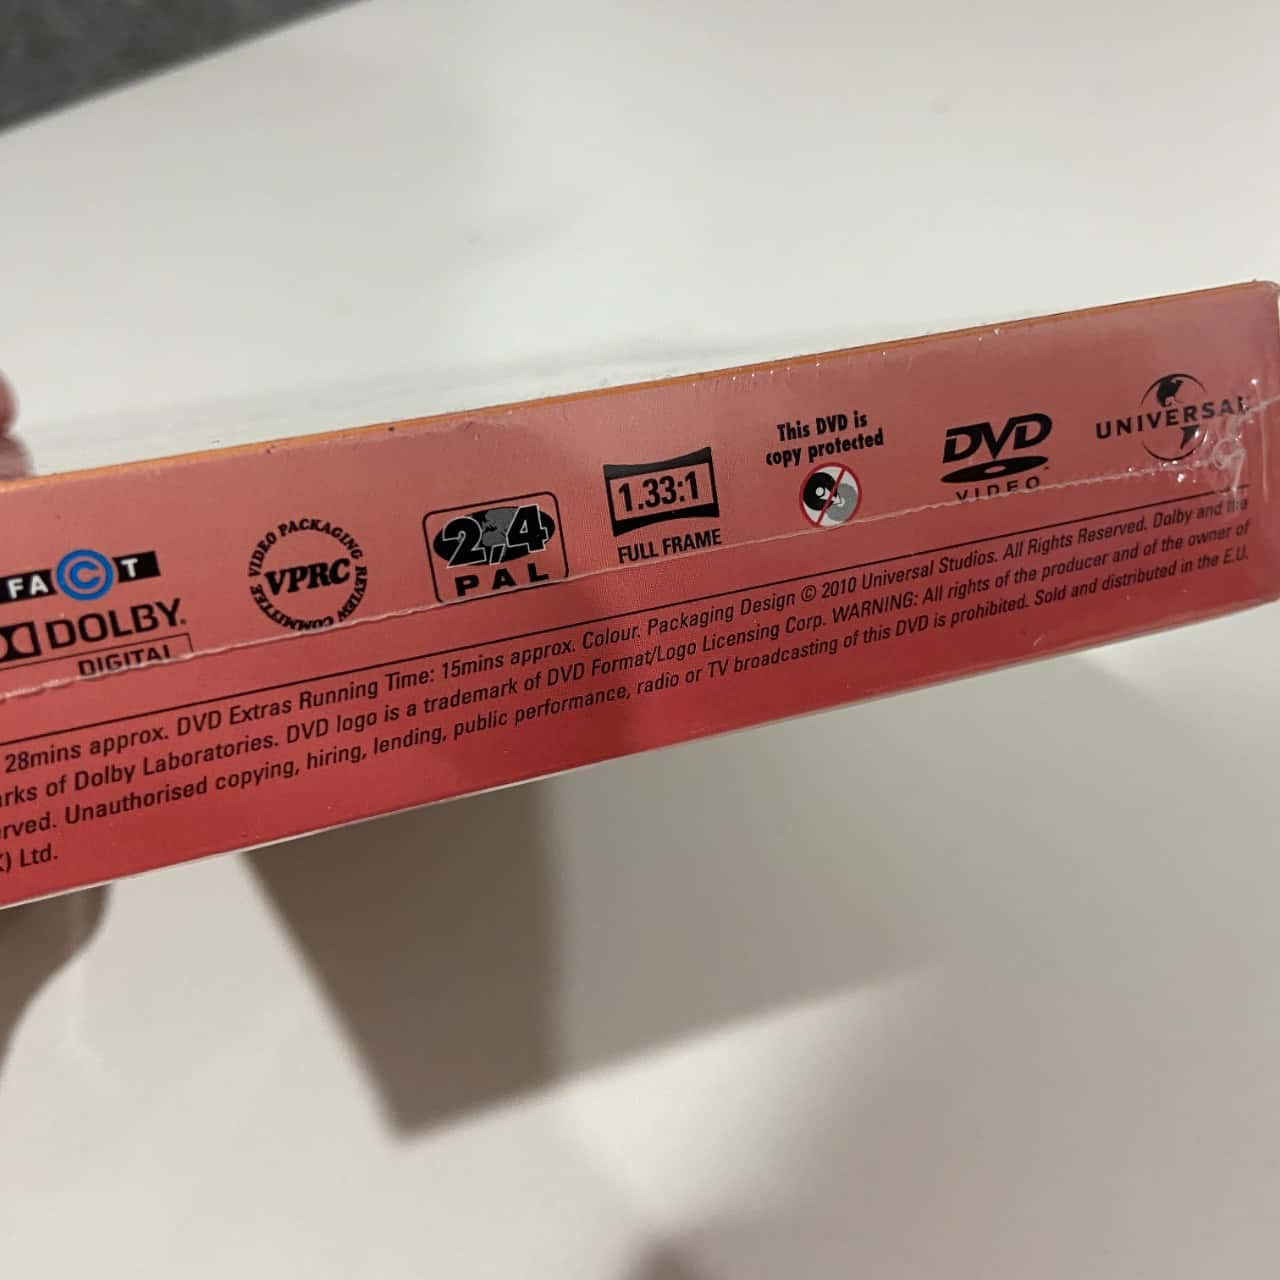 FACT
DOLBY
DIGITAL
VIDEO PACKAGING REVIEW COMMITTEE
VPRC
2,4
PAL
1.33:1
FULL FRAME
This DVD is
copy protected
DVD
VIDEO
UNIVERSAL
28mins approx. DVD Extras Running Time: 15mins approx. Colour. Packaging Design © 2010 Universal Studios. All Rights Reserved. Dolby and the
rks of Dolby Laboratories. DVD logo is a trademark of DVD Format/Logo Licensing Corp. WARNING: All rights of the producer and of the owner of
rved. Unauthorised copying, hiring, lending, public performance, radio or TV broadcasting of this DVD is prohibited. Sold and distributed in the E.U.
) Ltd.